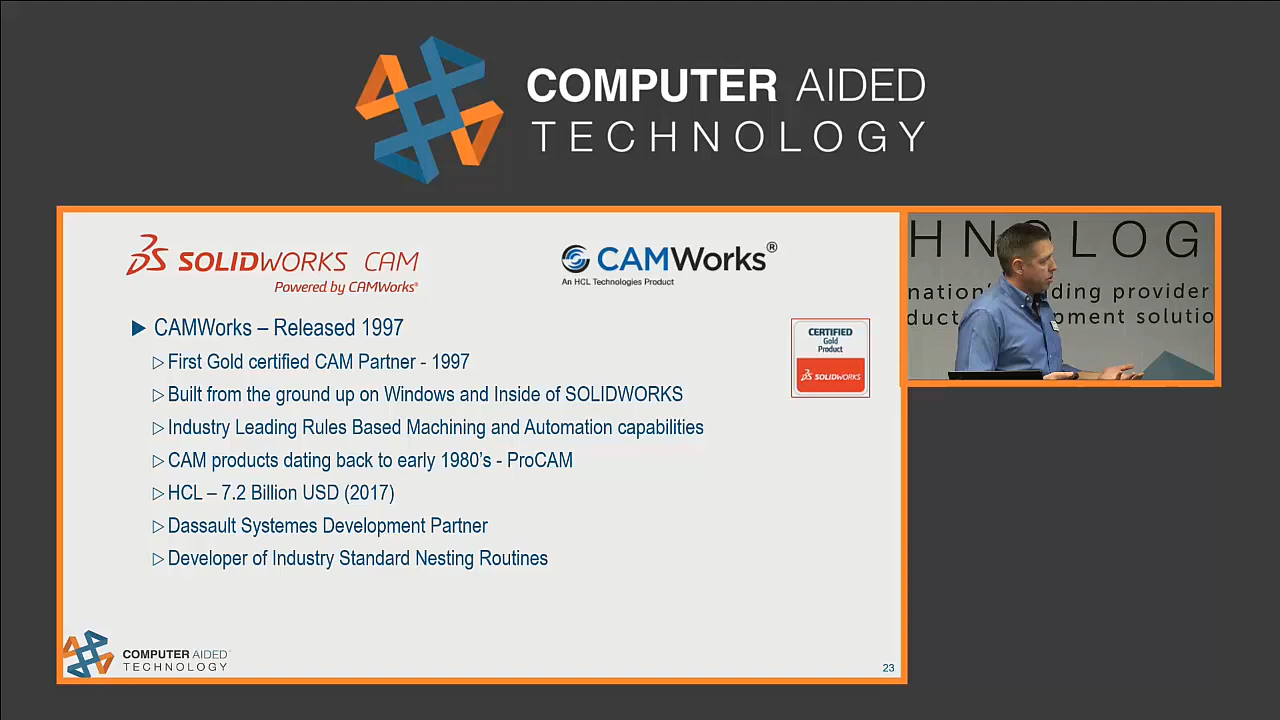 COMPUTER AIDED
TECHNOLOGY
SOLIDWORKS CAM
Powered by CAMWorks®
CAMWorks®
An HCL Technologies Product
CAMWorks – Released 1997
First Gold certified CAM Partner - 1997
Built from the ground up on Windows and Inside of SOLIDWORKS
Industry Leading Rules Based Machining and Automation capabilities
CAM products dating back to early 1980's - ProCAM
HCL – 7.2 Billion USD (2017)
Dassault Systemes Development Partner
Developer of Industry Standard Nesting Routines
CERTIFIED
Gold
Product
SOLIDWORKS
COMPUTER AIDED
TECHNOLOGY
23
HN LOG
nation' ding provider
duct opment solutio